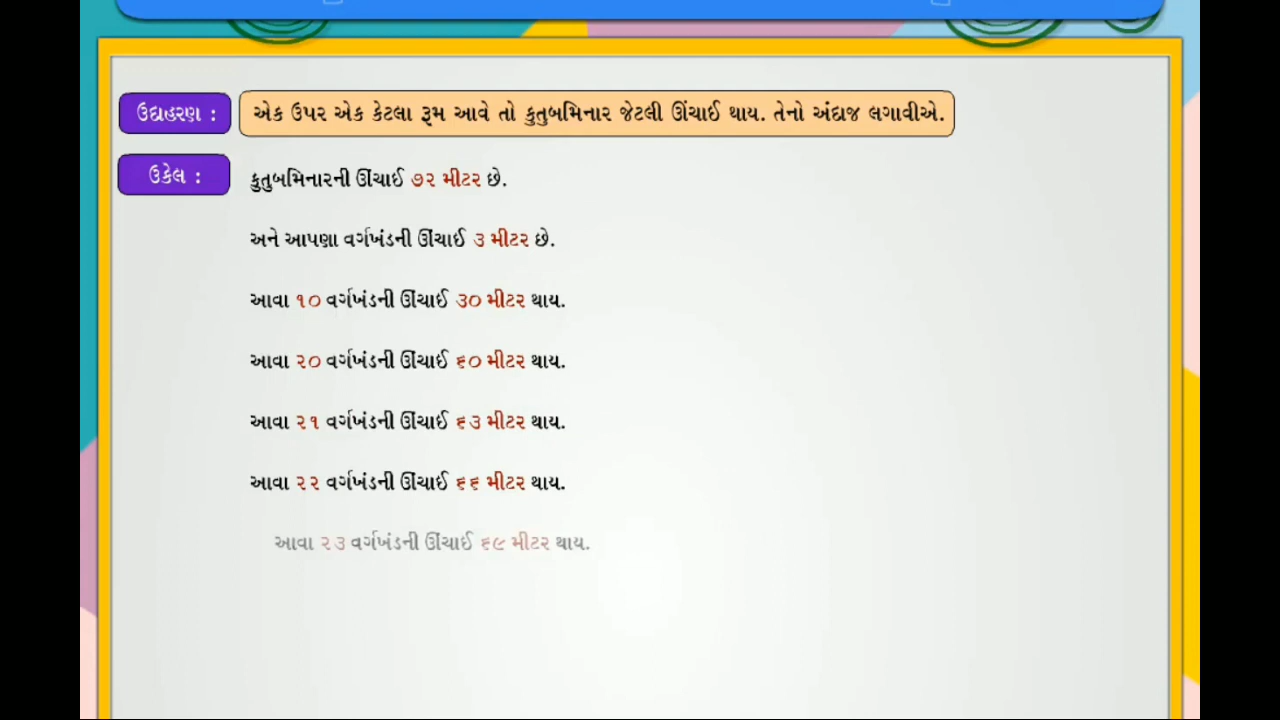 ઉદાહરણ : એક ઉપર એક કેટલા રૂમ આવે તો કુતુબમિનાર જેટલી ઊંચાઈ થાય. તેનો અંદાજ લગાવીએ.
ઉકેલ : કુતુબમિનારની ઊંચાઈ ૭૨ મીટર છે.
અને આપણા વર્ગખંડની ઊંચાઈ ૩ મીટર છે.
આવા ૧૦ વર્ગખંડની ઊંચાઈ ૩૦ મીટર થાય.
આવા ૨૦ વર્ગખંડની ઊંચાઈ ૬૦ મીટર થાય.
આવા ૨૧ વર્ગખંડની ઊંચાઈ ૬૩ મીટર થાય.
આવા ૨૨ વર્ગખંડની ઊંચાઈ ૬૬ મીટર થાય.
આવા ૨૩ વર્ગખંડની ઊંચાઈ ૬૯ મીટર થાય.